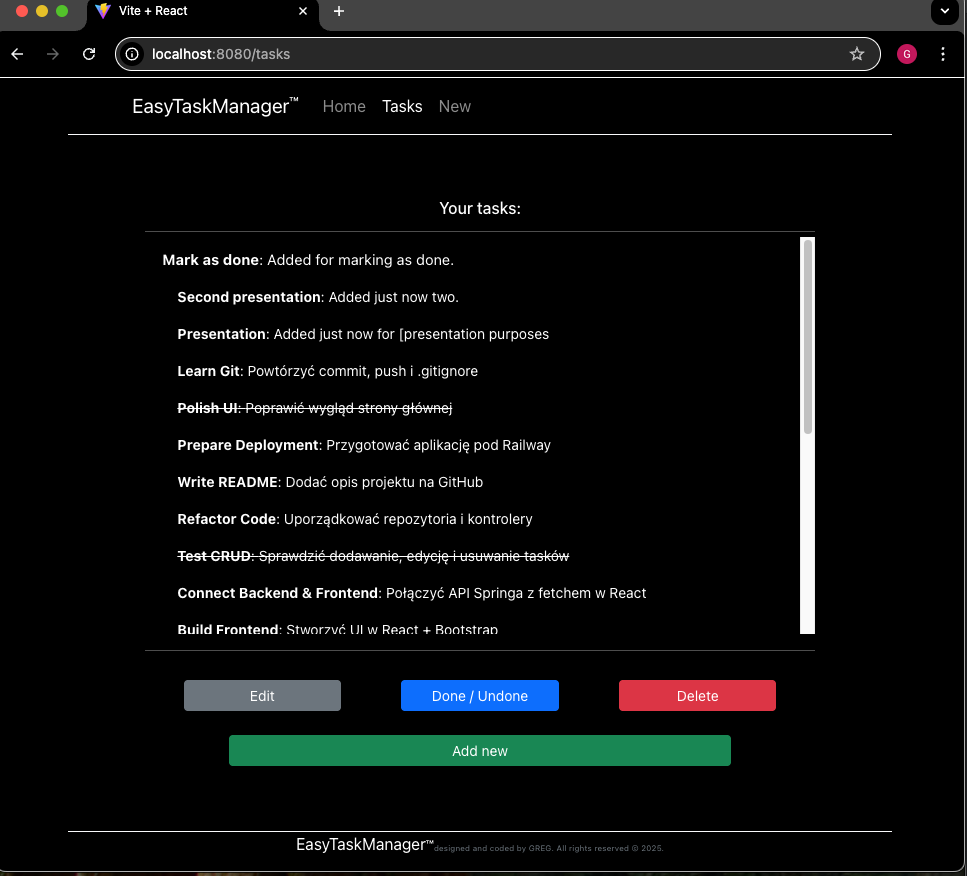 Vite + React
localhost:8080/tasks
G
EasyTaskManager™ Home Tasks New
Your tasks:
Mark as done: Added for marking as done.
Second presentation: Added just now two.
Presentation: Added just now for [presentation purposes
Learn Git: Powtórzyć commit, push i .gitignore
Polish UI: Poprawić wygląd strony głównej
Prepare Deployment: Przygotować aplikację pod Railway
Write README: Dodać opis projektu na GitHub
Refactor Code: Uporządkować repozytoria i kontrolery
Test CRUD: Sprawdzić dodawanie, edycję i usuwanie tasków
Connect Backend & Frontend: Połączyć API Springa z fetchem w React
Build Frontend: Stworzyć UI w React + Bootstrap
Edit Done / Undone Delete
Add new
EasyTaskManager™ designed and coded by GREG. All rights reserved © 2025.